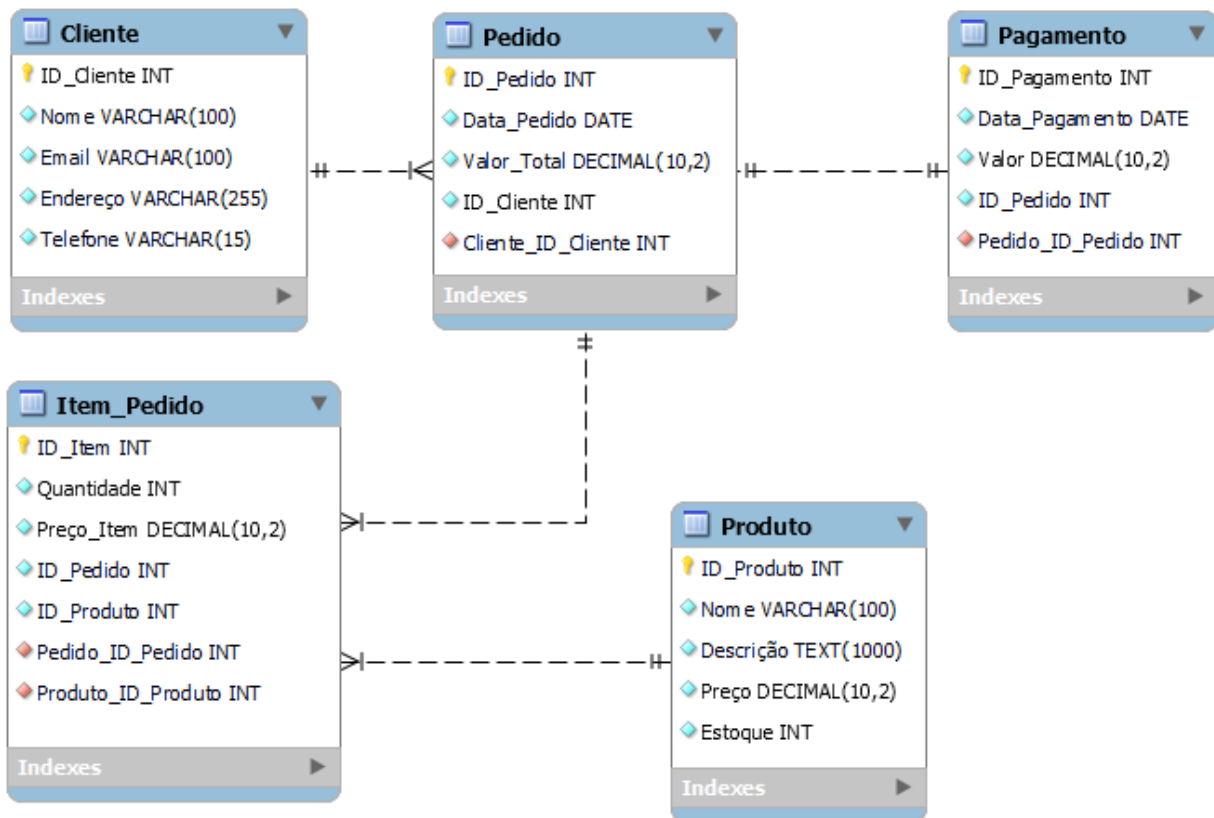 Cliente
ID_Cliente INT
Nome VARCHAR(100)
Email VARCHAR(100)
Endereço VARCHAR(255)
Telefone VARCHAR(15)
Indexes
Pedido
ID_Pedido INT
Data_Pedido DATE
Valor_Total DECIMAL(10,2)
ID_Cliente INT
Cliente_ID_Cliente INT
Indexes
Pagamento
ID_Pagamento INT
Data_Pagamento DATE
Valor DECIMAL(10,2)
ID_Pedido INT
Pedido_ID_Pedido INT
Indexes
Item_Pedido
ID_Item INT
Quantidade INT
Preço_Item DECIMAL(10,2)
ID_Pedido INT
ID_Produto INT
Pedido_ID_Pedido INT
Produto_ID_Produto INT
Indexes
Produto
ID_Produto INT
Nome VARCHAR(100)
Descrição TEXT(1000)
Preço DECIMAL(10,2)
Estoque INT
Indexes